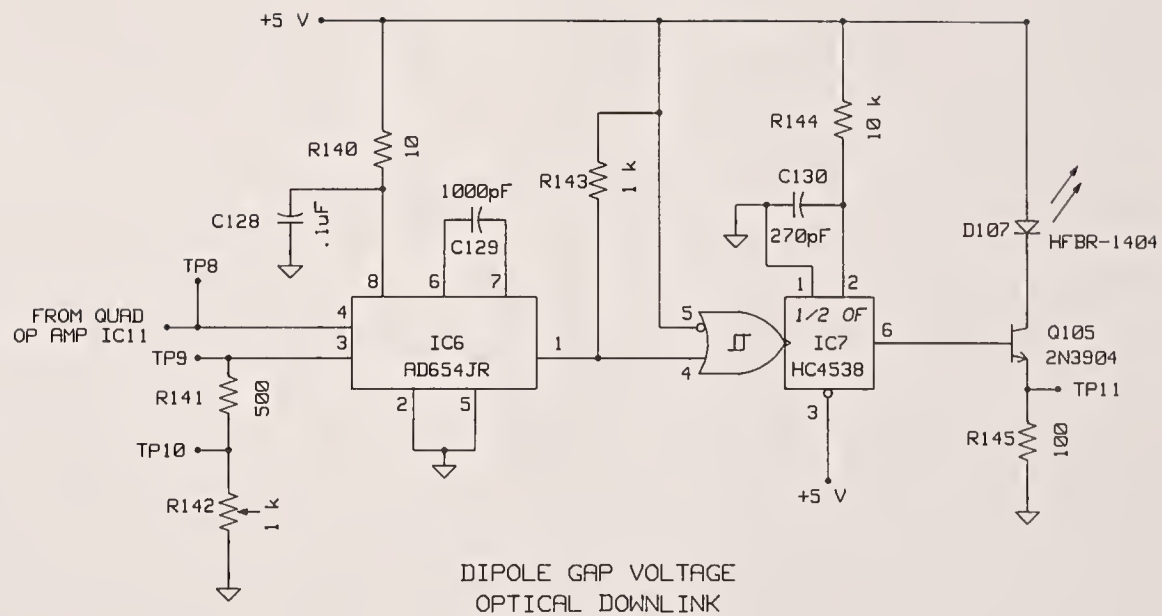 +5 V
R140
10
C128
.1uF
1000pF
C129
R143
1 k
R144
10 k
C130
270pF
D107
HFBR-1404
TP8
8
6
7
1
2
FROM QUAD
OP AMP IC11
4
3
IC6
AD654JR
1
5
4
1/2 OF
IC7
HC4538
6
Q105
2N3904
TP9
2
5
3
TP11
R141
500
R145
100
TP10
+5 V
R142
1 k
DIPOLE GAP VOLTAGE
OPTICAL DOWNLINK